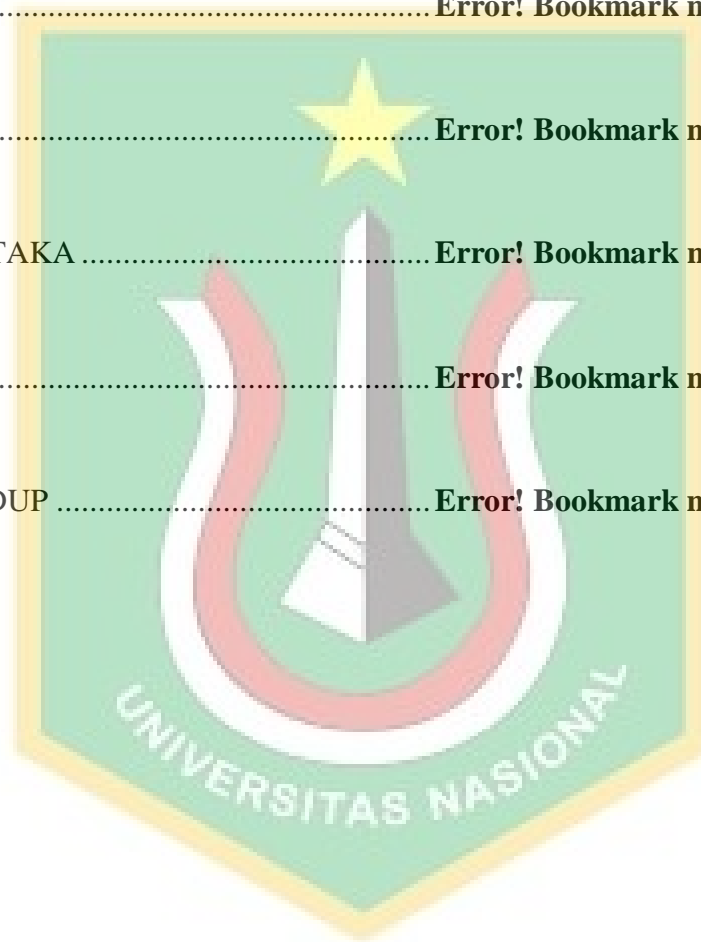 ........................................................ Error! Bookmark n
........................................................ Error! Bookmark n
TAKA ............................................. Error! Bookmark n
........................................................ Error! Bookmark n
DUP ................................................ Error! Bookmark n
UNIVERSITAS NASIONAL